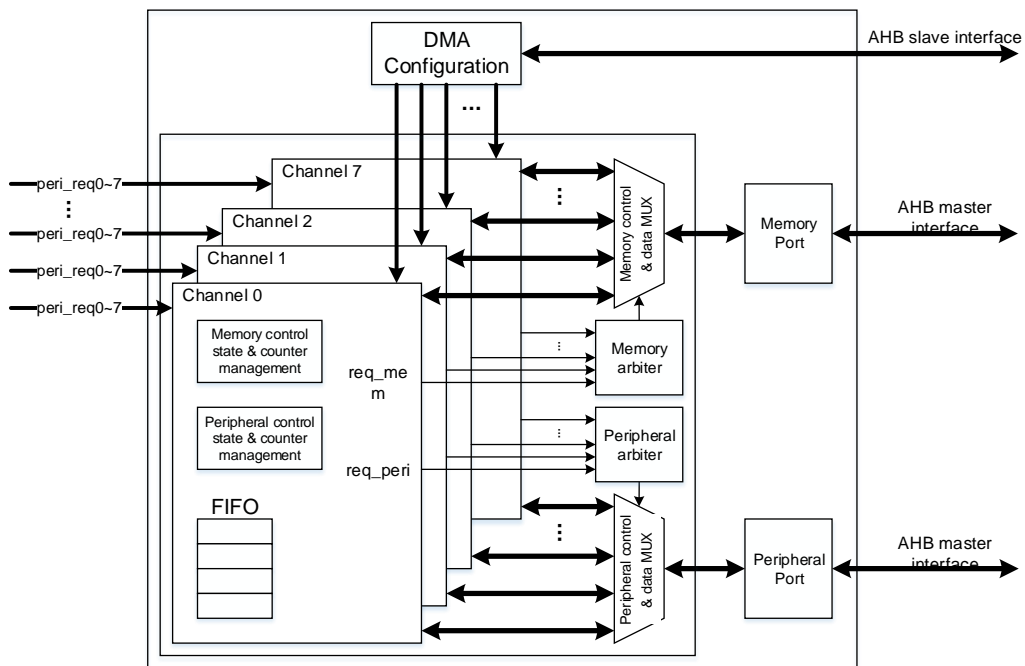 DMA
Configuration
AHB slave interface
...
Channel 7
peri_req0~7
...
Channel 2
peri_req0~7
Channel 1
peri_req0~7
Channel 0
peri_req0~7
...
Memory control
& data MUX
Memory
Port
AHB master
interface
Memory control
state & counter
management
req_me
m
...
Memory
arbiter
Peripheral control
state & counter
management
req_peri
...
Peripheral
arbiter
FIFO
...
Peripheral control
& data MUX
Peripheral
Port
AHB master
interface